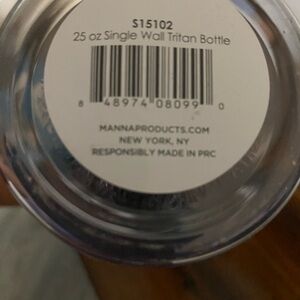 S15102
25 oz Single Wall Tritan Bottle
8 48974 08099 0
MANNAPRODUCTS.COM
NEW YORK, NY
RESPONSIBLY MADE IN PRC